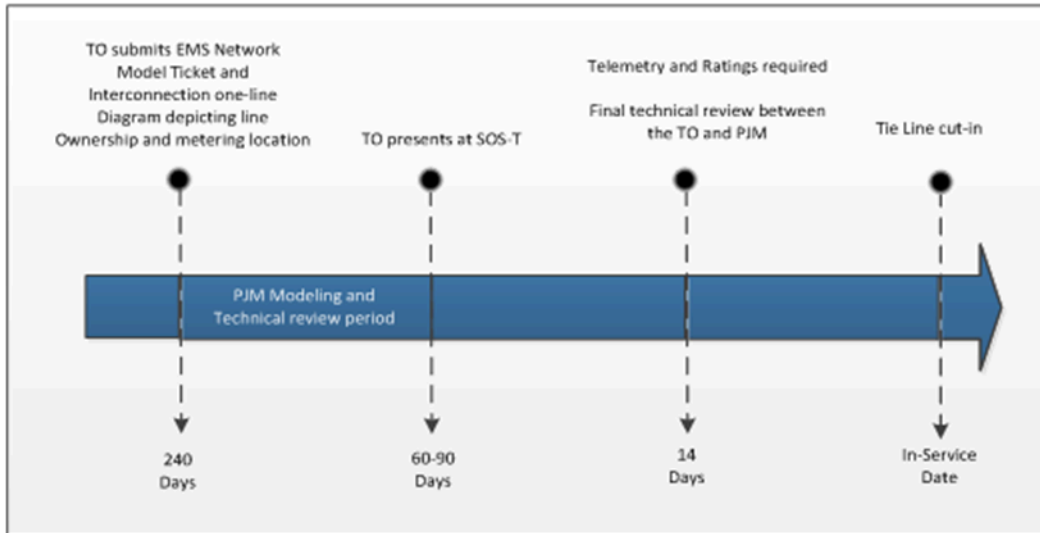 TO submits EMS Network
Model Ticket and
Interconnection one-line
Diagram depicting line
Ownership and metering location
TO presents at SOS-T
Telemetry and Ratings required
Final technical review between
the TO and PJM
Tie Line cut-in
PJM Modeling and
Technical review period
240
Days
60-90
Days
14
Days
In-Service
Date